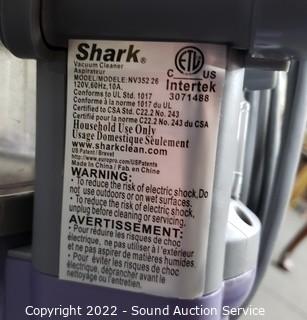 Shark®
Vacuum Cleaner
Aspirateur
MODEL/MODELE: NV352 26
120V,60Hz,10A.
Conforms to UL Std. 1017
Conforme à la norme 1017 du UL
Certified to CSA Std. C22.2 No. 243
Certifié pour la norme C22.2 No. 243 du CSA
Household Use Only
Usage Domestique Seulement
www.sharkclean.com
US Patent / Brevet
http://www.europro.com/USPatents
Made in China / Fab. en Chine
C ETL US
Intertek
3071488
WARNING:
• To reduce the risk of electric shock, Do
not use outdoors or on wet surfaces.
• To reduce the risk of electric shock,
unplug before cleaning or servicing.
AVERTISSEMENT:
• Pour réduire les risques de choc
électrique, ne pas utiliser à l'extérieur
et ne pas aspirer de matières humides.
• Pour éviter les risques de choc
électrique, débrancher avant le
nettoyage ou l'entretien.
Copyright 2022 - Sound Auction Service